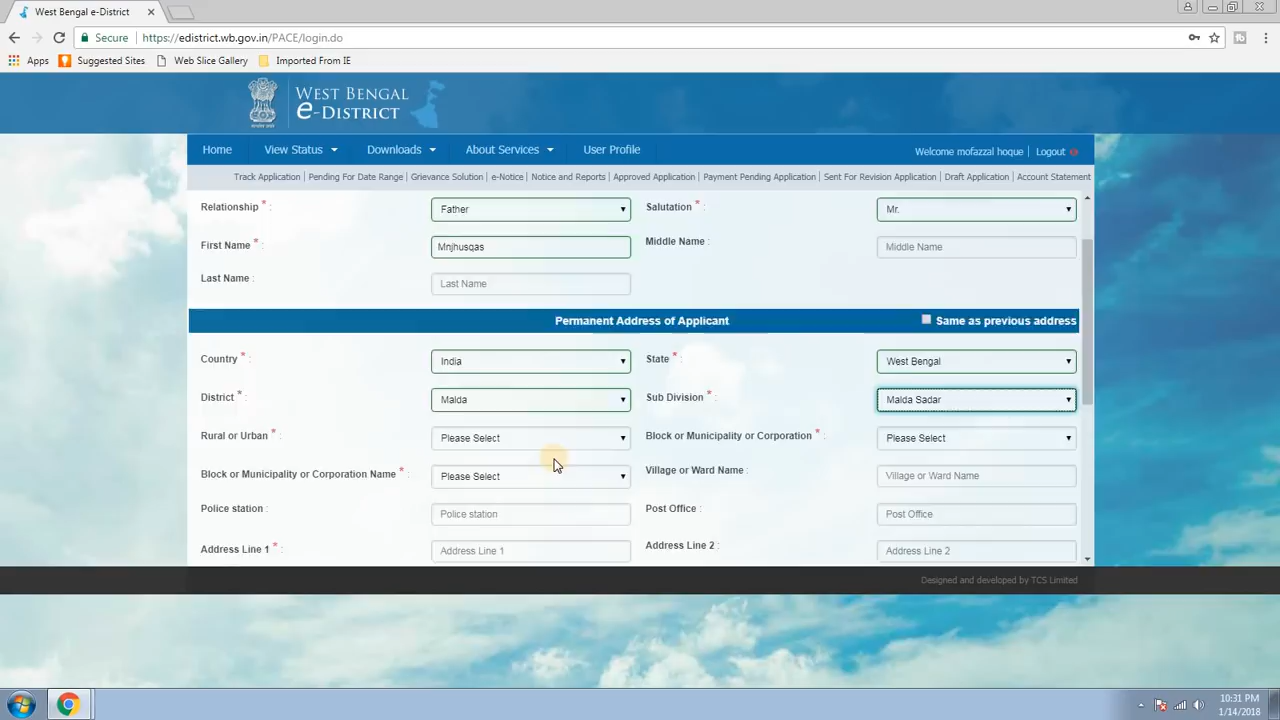 West Bengal e-District
Secure https://edistrict.wb.gov.in/PACE/login.do
Apps Suggested Sites Web Slice Gallery Imported From IE
WEST BENGAL
e-DISTRICT
Home View Status Downloads About Services User Profile Welcome mofazzal hoque Logout
Track Application Pending For Date Range Grievance Solution e-Notice Notice and Reports Approved Application Payment Pending Application Sent For Revision Application Draft Application Account Statement
Relationship * : Father Salutation * : Mr.
First Name * : Mnjhusqas Middle Name : Middle Name
Last Name : Last Name
Permanent Address of Applicant Same as previous address
Country * : India State * : West Bengal
District * : Malda Sub Division * : Malda Sadar
Rural or Urban * : Please Select Block or Municipality or Corporation * : Please Select
Block or Municipality or Corporation Name * : Please Select Village or Ward Name : Village or Ward Name
Police station : Police station Post Office : Post Office
Address Line 1 * : Address Line 1 Address Line 2 : Address Line 2
Designed and developed by TCS Limited
10:31 PM
1/14/2018